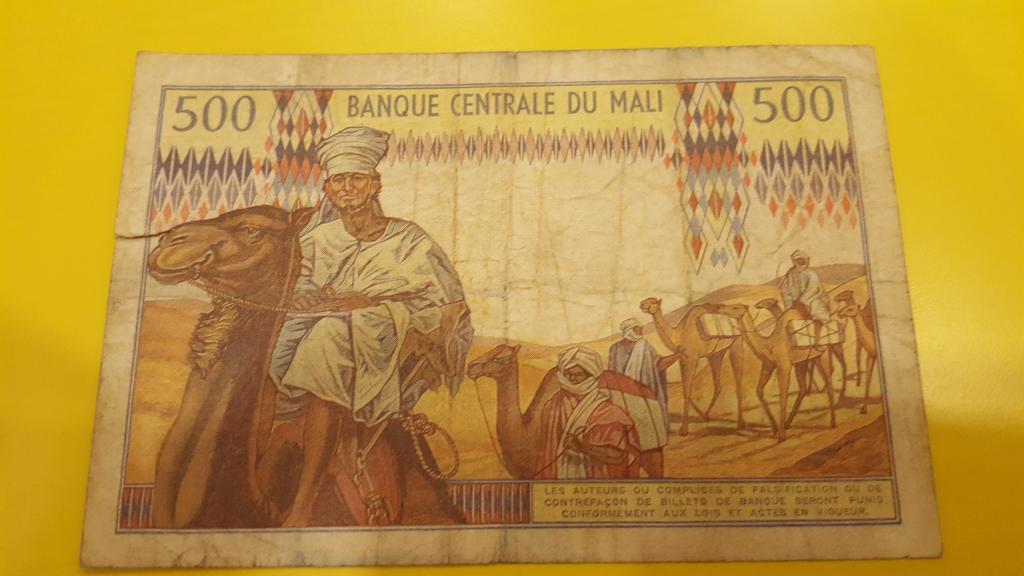 500 BANQUE CENTRALE DU MALI 500
LES AUTEURS OU COMPLICES DE FALSIFICATION OU DE
CONTREFAÇON DE BILLETS DE BANQUE SERONT PUNIS
CONFORMEMENT AUX LOIS ET ACTES EN VIGUEUR.